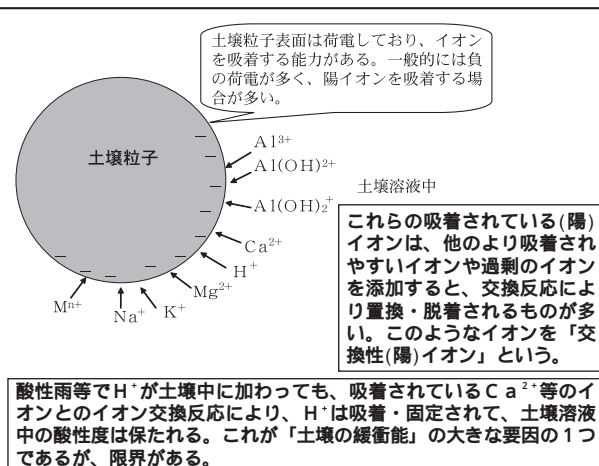 土壌粒子表面は荷電しており、イオン
を吸着する能力がある。一般的には負
の荷電が多く、陽イオンを吸着する場
合が多い。
土壌粒子
Al³⁺
Al(OH)²⁺
Al(OH)₂⁺
土壌溶液中
Ca²⁺
H⁺
Mg²⁺
K⁺
Na⁺
Mⁿ⁺
これらの吸着されている(陽)
イオンは、他のより吸着され
やすいイオンや過剰のイオン
を添加すると、交換反応によ
り置換・脱着されるものが多
い。このようなイオンを「交
換性(陽)イオン」という。
酸性雨等でH⁺が土壌中に加わっても、吸着されているCa²⁺等のイ
オンとのイオン交換反応により、H⁺は吸着・固定されて、土壌溶液
中の酸性度は保たれる。これが「土壌の緩衝能」の大きな要因の1つ
であるが、限界がある。